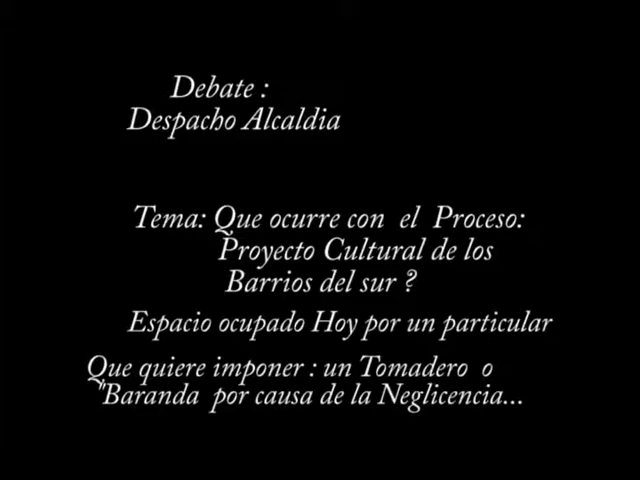 Debate :
Despacho Alcaldia
Tema: Que ocurre con el Proceso:
Proyecto Cultural de los
Barrios del sur ?
Espacio ocupado Hoy por un particular
Que quiere imponer : un Tomadero o
"Baranda por causa de la Neglicencia...